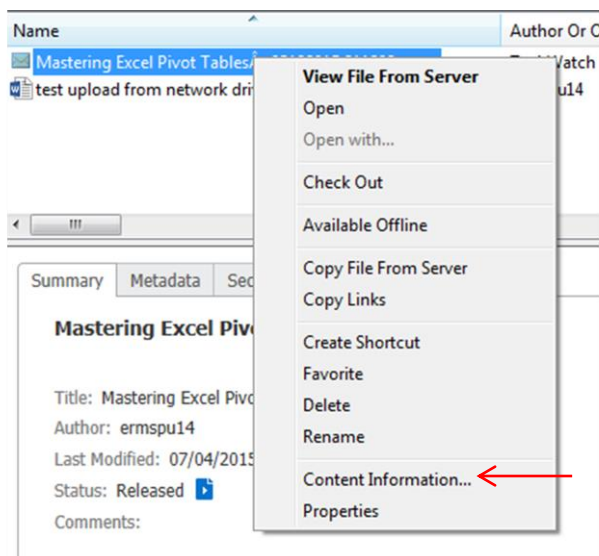 Name Author Or C
Mastering Excel Pivot Tables
test upload from network dri u14
View File From Server
Open
Open with...
Check Out
Available Offline
Copy File From Server
Copy Links
Create Shortcut
Favorite
Delete
Rename
Content Information...
Properties
Summary Metadata Sec
Mastering Excel Piv
Title: Mastering Excel Pivo
Author: ermspu14
Last Modified: 07/04/2015
Status: Released
Comments: